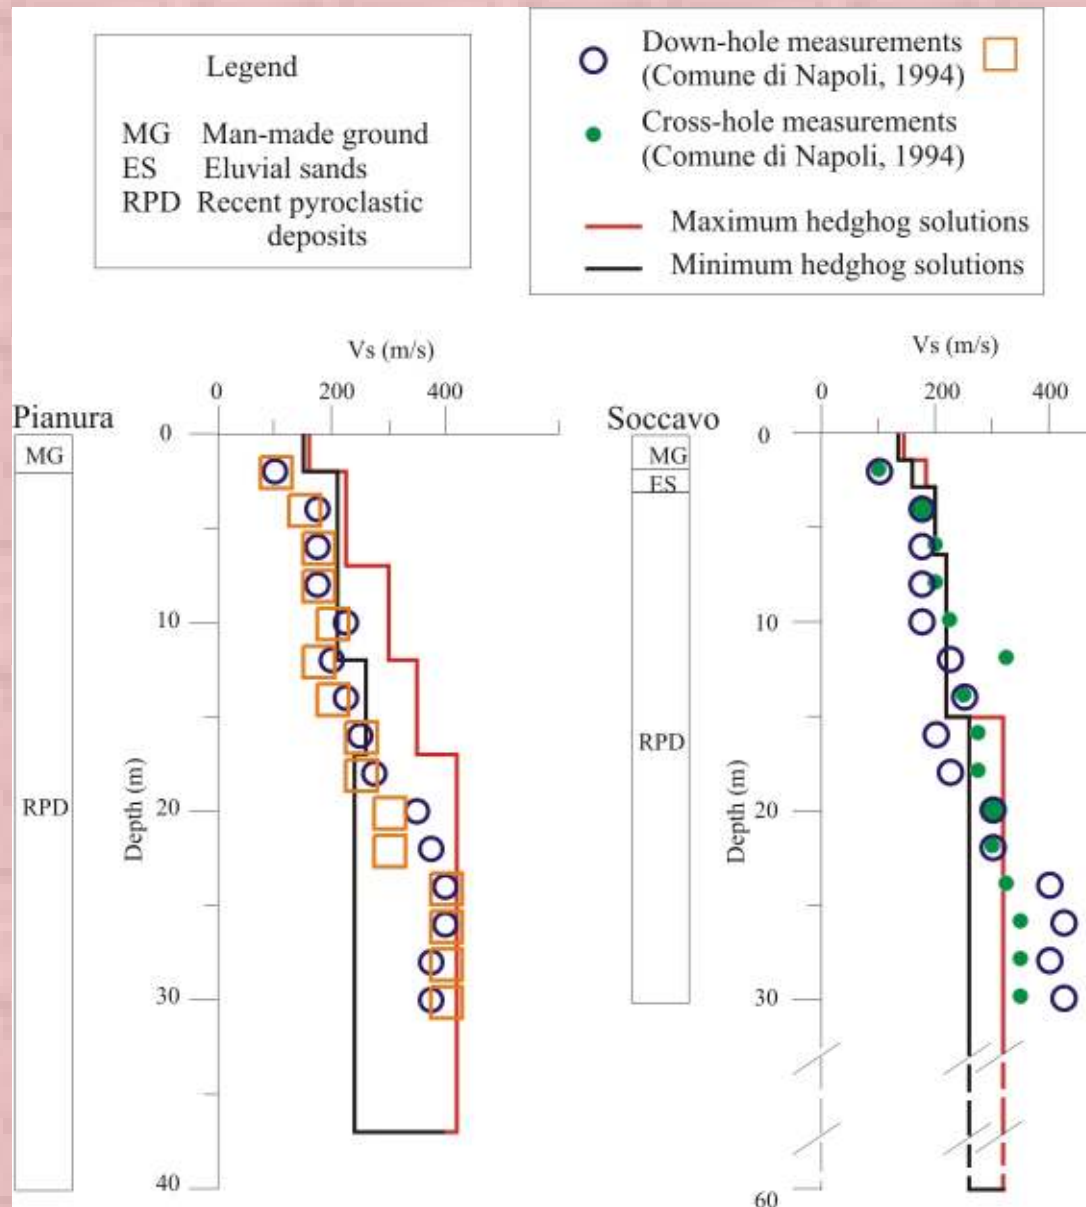 Legend
MG Man-made ground
ES Eluvial sands
RPD Recent pyroclastic
deposits
Down-hole measurements
(Comune di Napoli, 1994)
Cross-hole measurements
(Comune di Napoli, 1994)
Maximum hedghog solutions
Minimum hedghog solutions
Vs (m/s)
0 200 400
Pianura
0
MG
10
RPD
Depth (m)
20
30
40
Vs (m/s)
0 200 400
Soccavo
0
MG
ES
10
RPD
Depth (m)
20
30
60